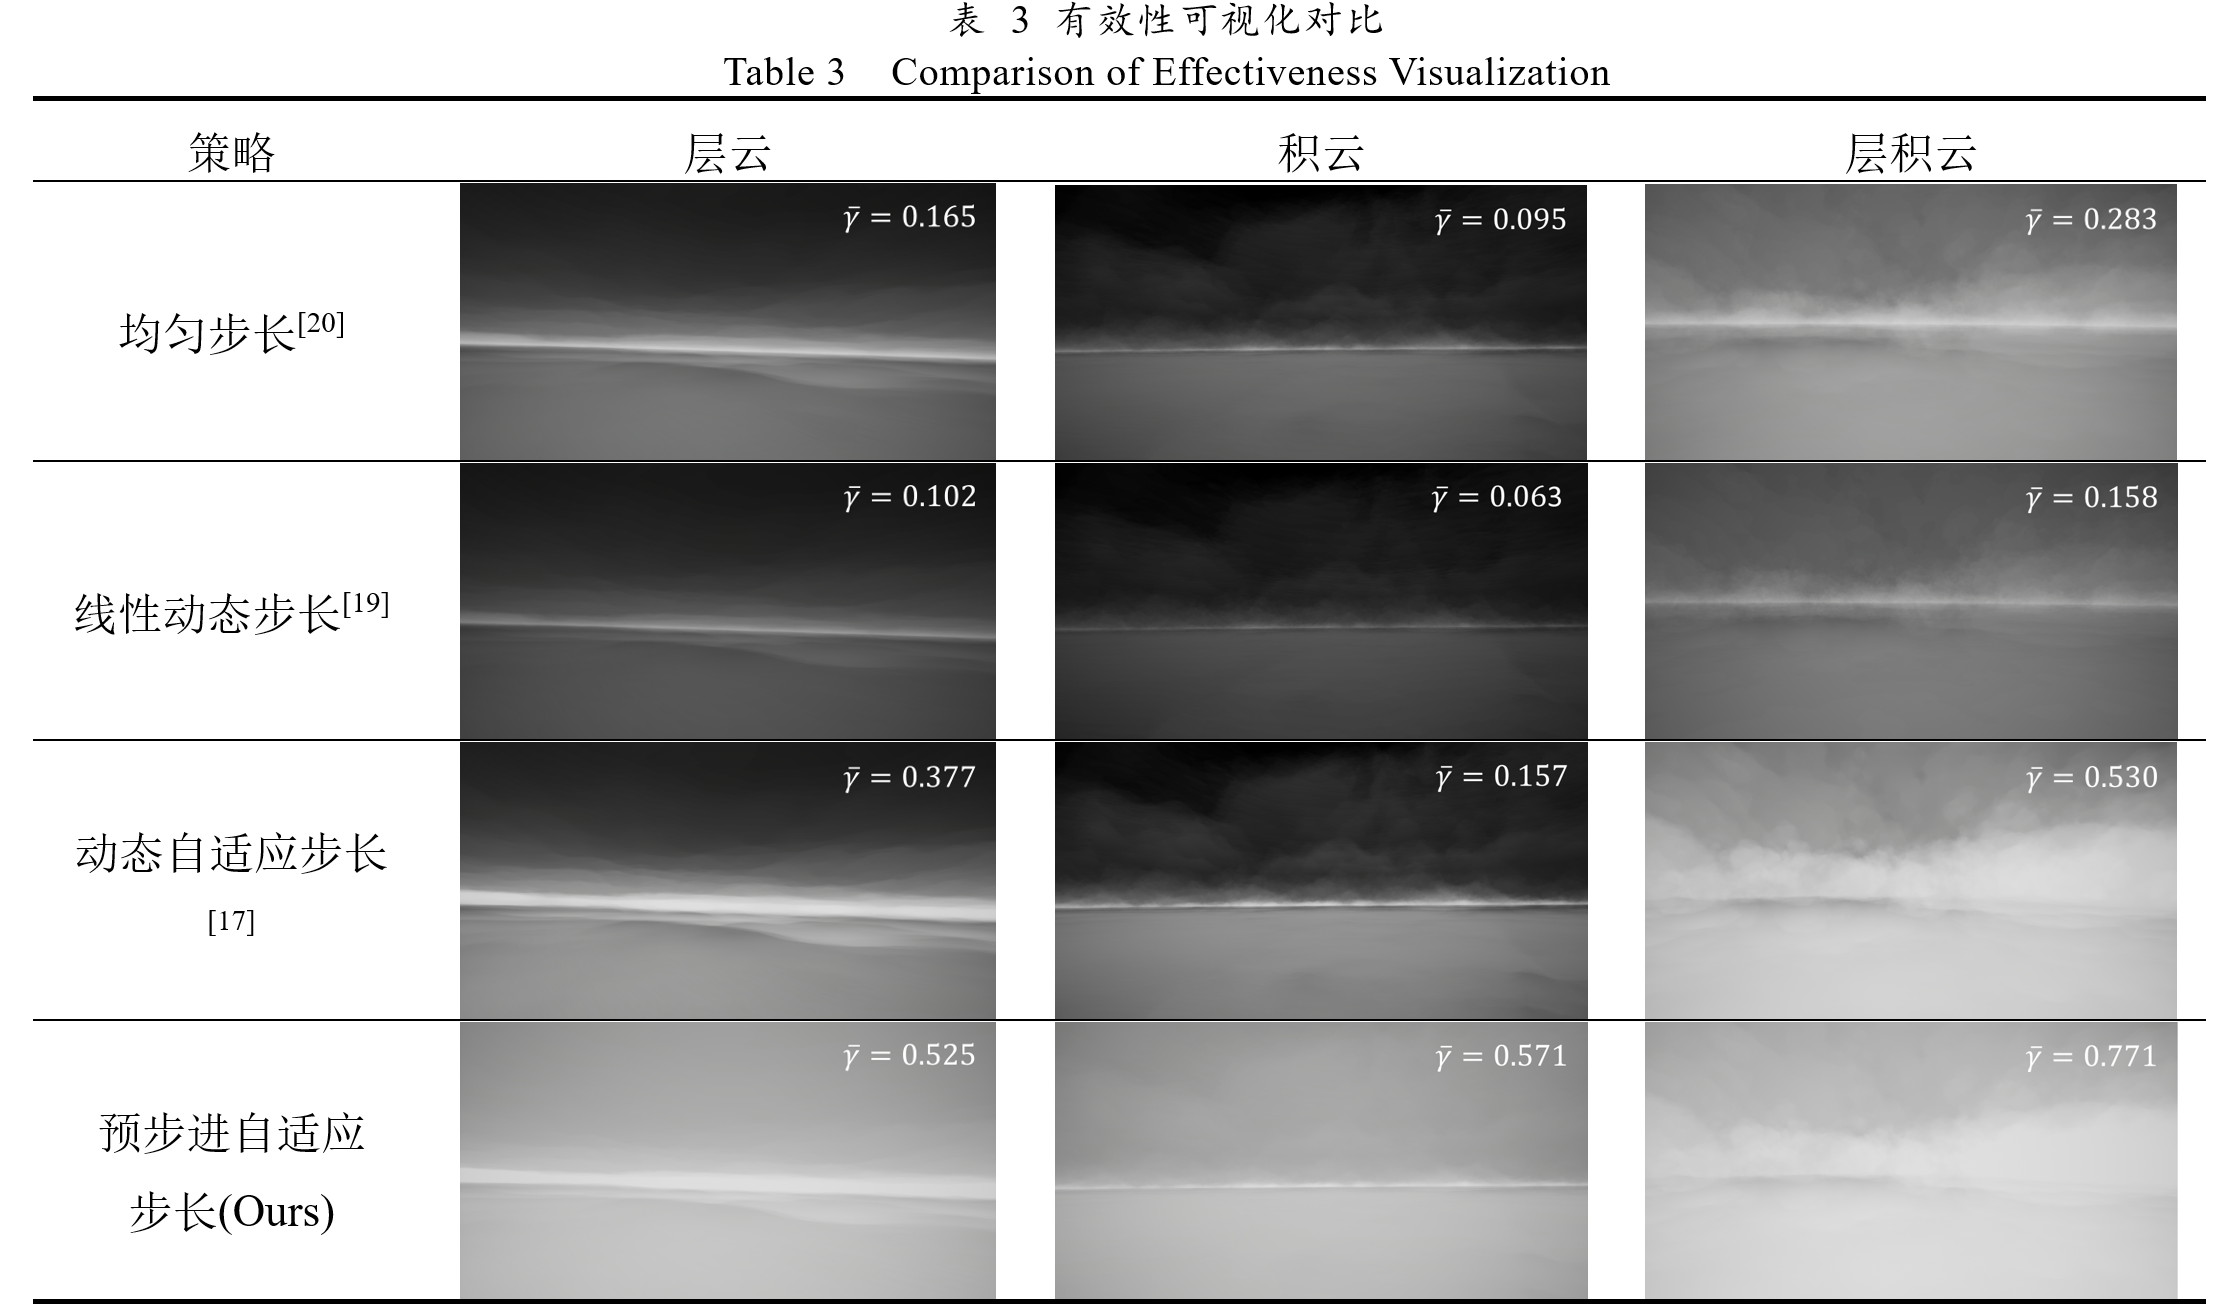 表 3 有效性可视化对比
Table 3 Comparison of Effectiveness Visualization
策略 层云 积云 层积云
均匀步长[20] γ̄ = 0.165 γ̄ = 0.095 γ̄ = 0.283
线性动态步长[19] γ̄ = 0.102 γ̄ = 0.063 γ̄ = 0.158
动态自适应步长
[17]
γ̄ = 0.377 γ̄ = 0.157 γ̄ = 0.530
预步进自适应
步长(Ours)
γ̄ = 0.525 γ̄ = 0.571 γ̄ = 0.771